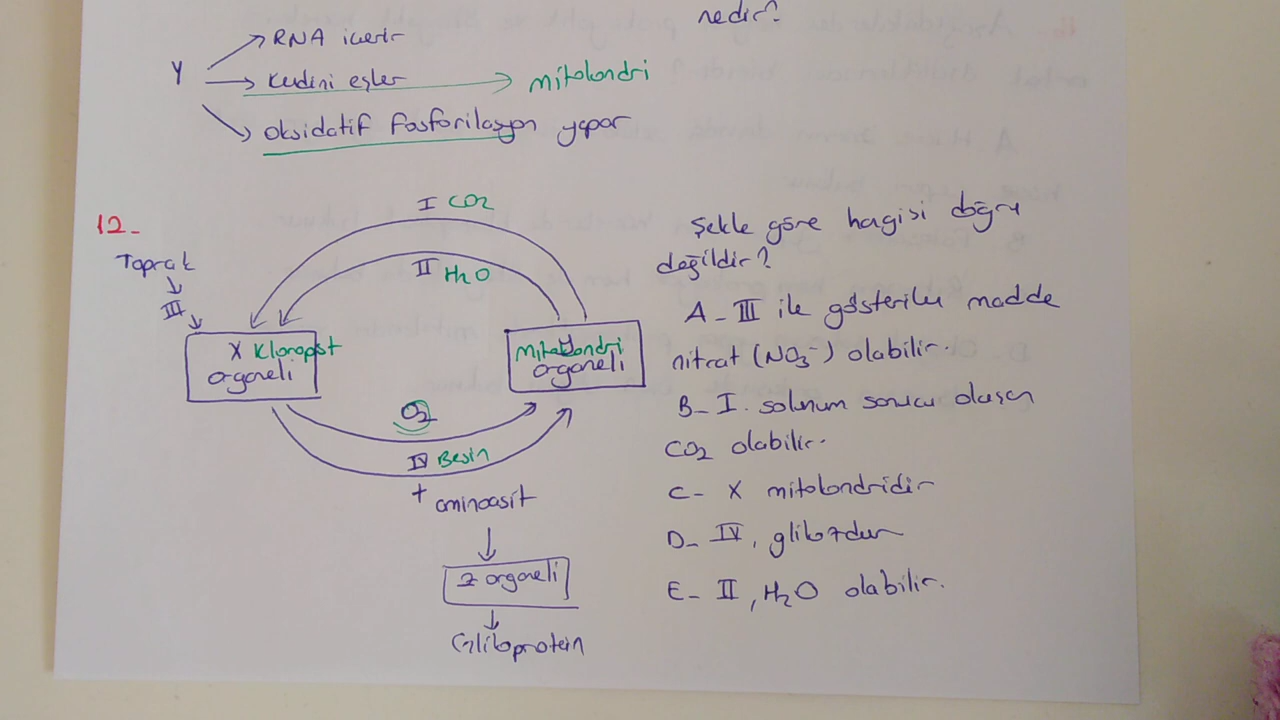 nedir?
RNA içerir
Y
kendini eşler
mitokondri
oksidatif fosforilasyon yapar
12-
Toprak
III
I CO2
II H2O
X Kloroplst
organeli
Mitokondri
organeli
O2
IV Besin
+ aminoasit
Z organeli
Glikoprotein
Şekle göre hangisi doğru
değildir?
A - III ile gösterilen madde
nitrat (NO3-) olabilir.
B - I. solunum sonucu oluşan
CO2 olabilir.
C - X mitokondridir
D - IV, glikozdur
E - II, H2O olabilir.